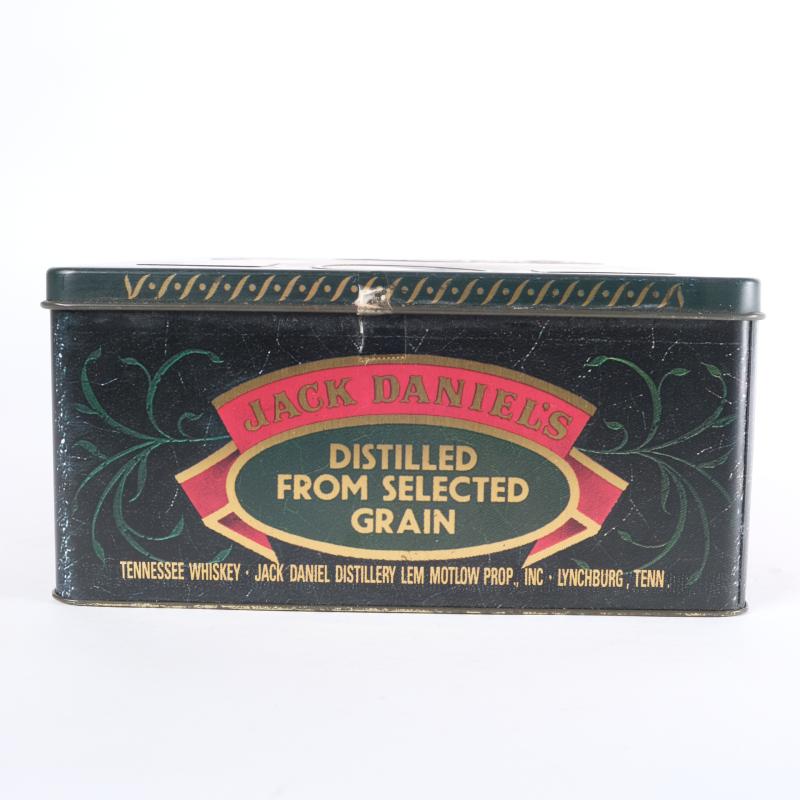 JACK DANIEL'S
DISTILLED
FROM SELECTED
GRAIN
TENNESSEE WHISKEY · JACK DANIEL DISTILLERY LEM MOTLOW PROP., INC · LYNCHBURG, TENN.